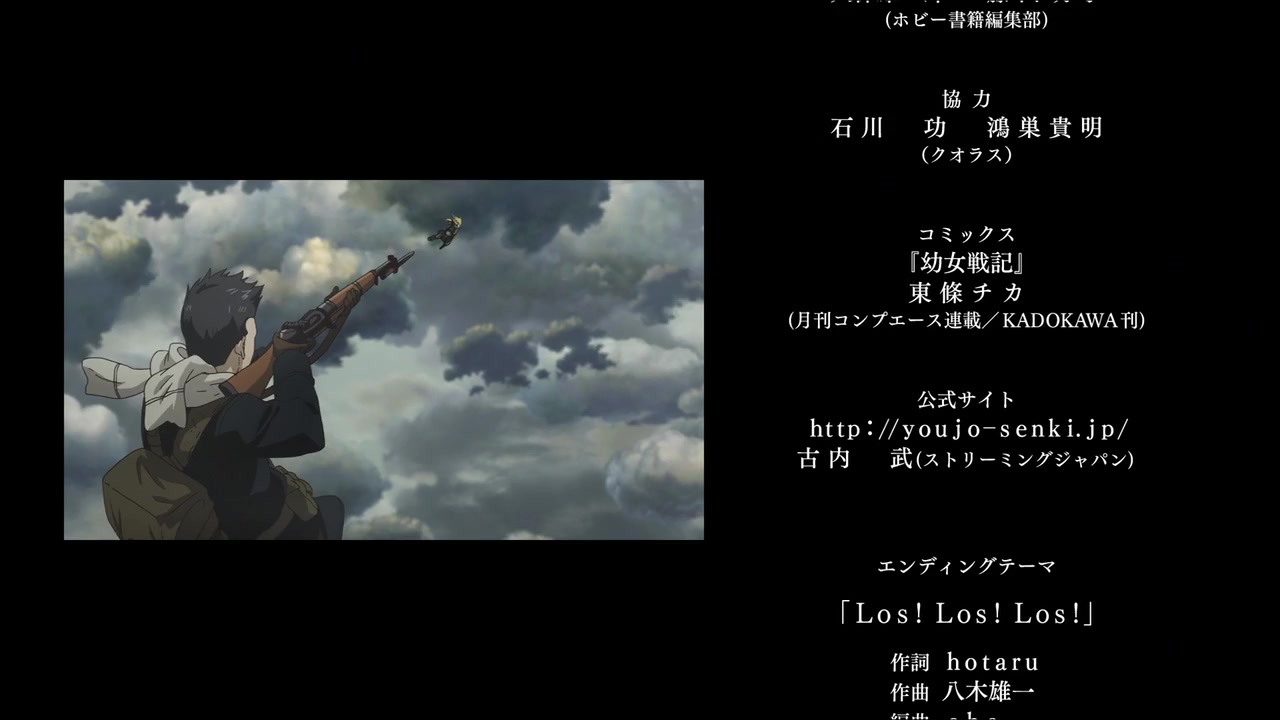 (ホビー書籍編集部)
協力
石川　功　鴻巣貴明
(クオラス)
コミックス
『幼女戦記』
東條チカ
(月刊コンプエース連載／KADOKAWA刊)
公式サイト
http://youjo-senki.jp/
古内　武(ストリーミングジャパン)
エンディングテーマ
「Los! Los! Los!」
作詞 hotaru
作曲 八木雄一